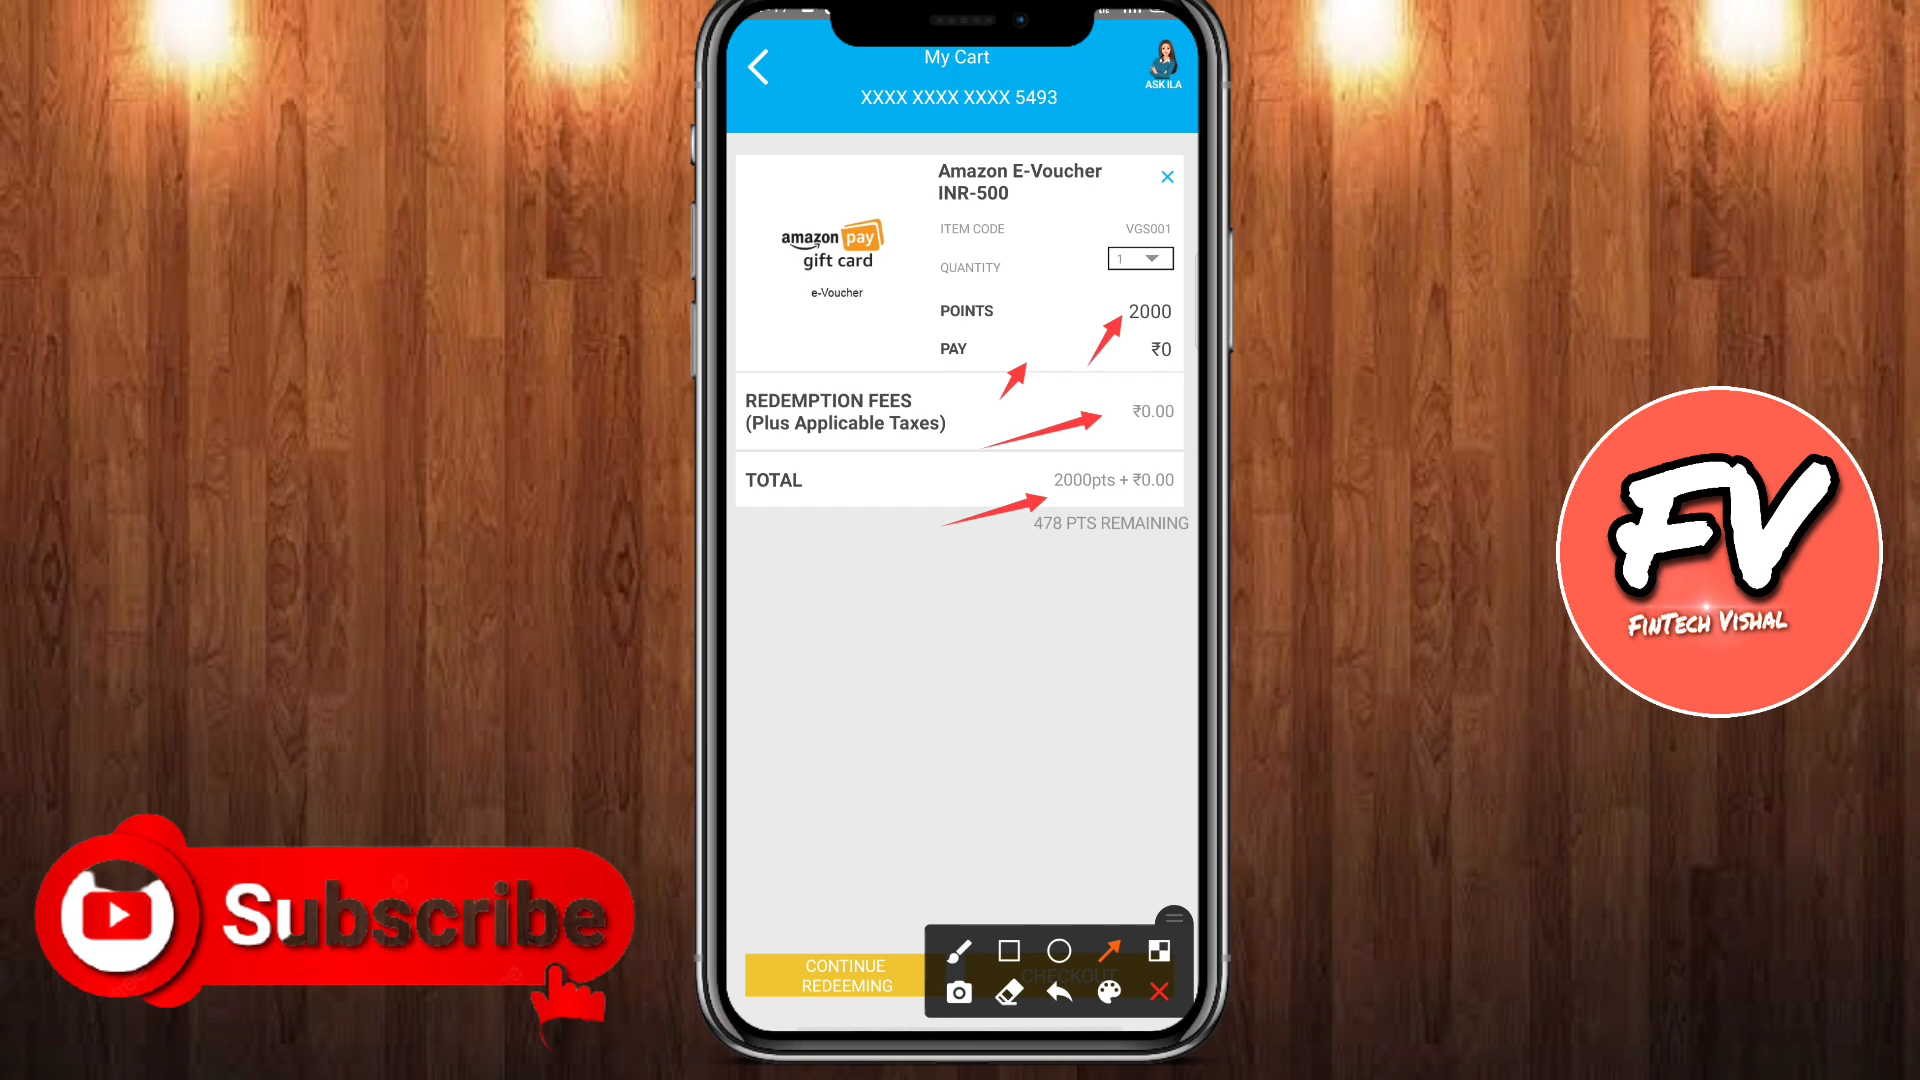 My Cart
XXXX XXXX XXXX 5493
ASK ILA
Amazon E-Voucher
INR-500
ITEM CODE VGS001
QUANTITY 1
amazon pay
gift card
e-Voucher
POINTS 2000
PAY ₹0
REDEMPTION FEES
(Plus Applicable Taxes) ₹0.00
TOTAL 2000pts + ₹0.00
478 PTS REMAINING
CONTINUE
REDEEMING
CHECKOUT
Subscribe
FV
FinTech Vishal